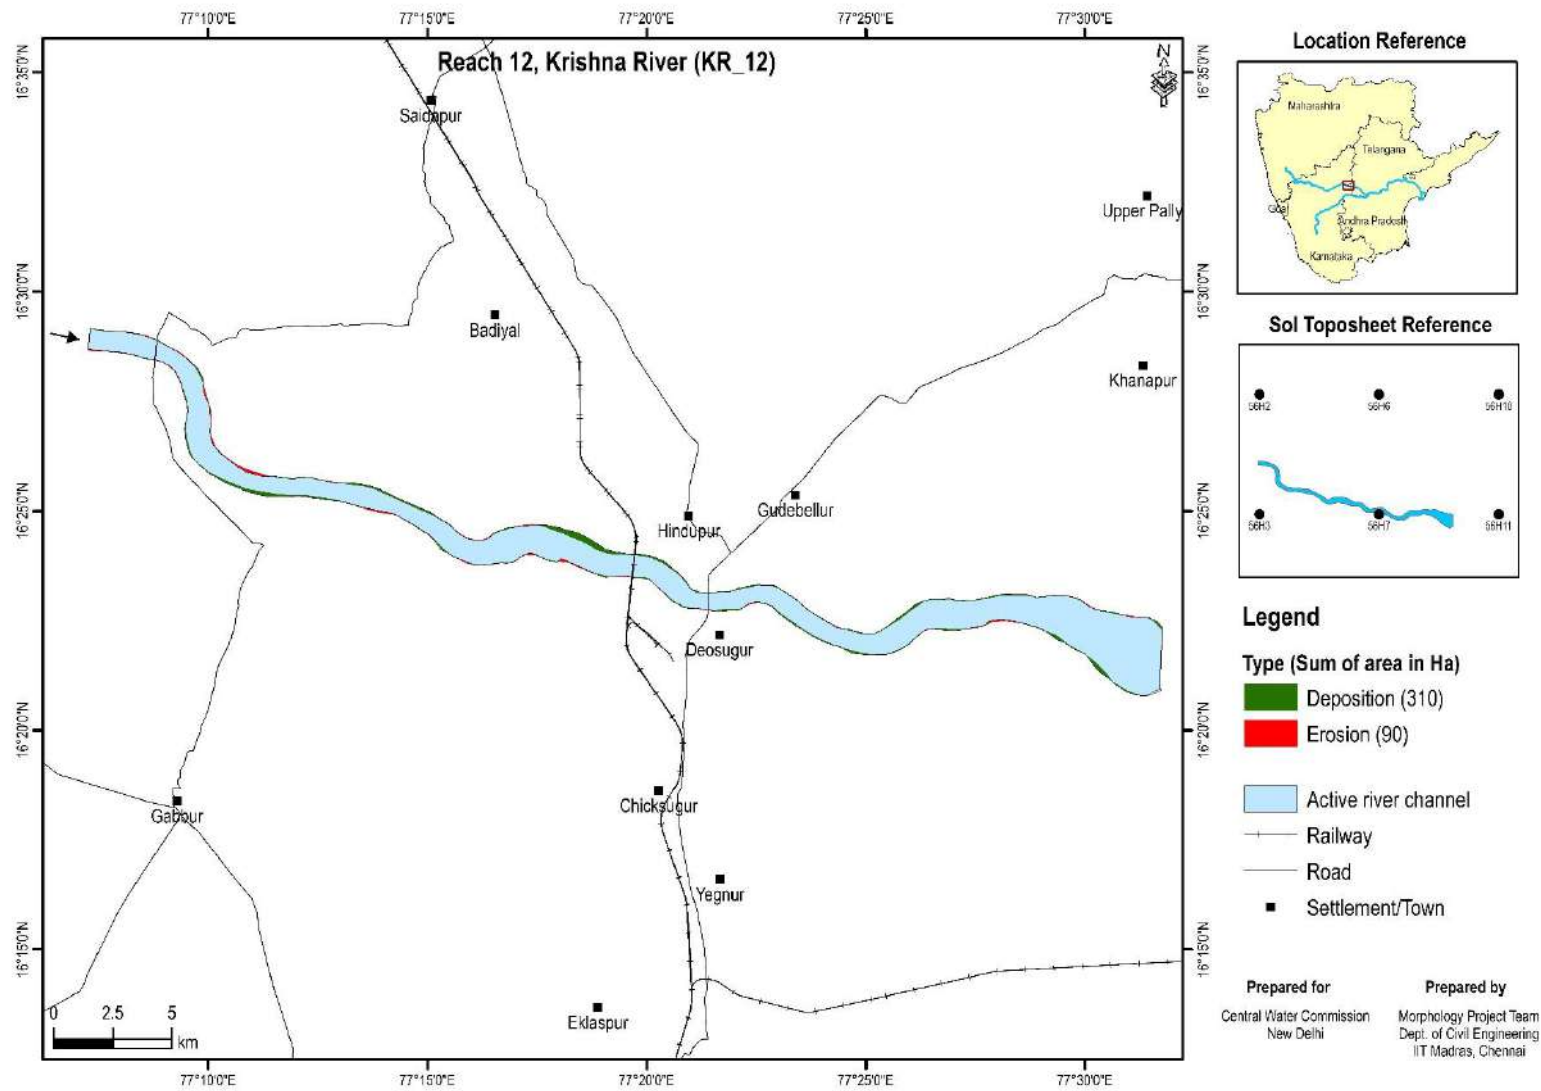 77°10'0"E 77°15'0"E 77°20'0"E 77°25'0"E 77°30'0"E
Reach 12, Krishna River (KR_12)
N
16°35'0"N 16°35'0"N
Saidapur
Upper Pally
16°30'0"N 16°30'0"N
Badiyal
Khanapur
16°25'0"N 16°25'0"N
Gudebellur
Hindupur
Deosugur
16°20'0"N 16°20'0"N
Chicksugur
Gabbur
Yegnur
16°15'0"N 16°15'0"N
Eklaspur
0 2.5 5
km
77°10'0"E 77°15'0"E 77°20'0"E 77°25'0"E 77°30'0"E
Location Reference
Maharashtra
Telangana
Goa
Andhra Pradesh
Karnataka
SoI Toposheet Reference
56H2 56H6 56H10
56H3 56H7 56H11
Legend
Type (Sum of area in Ha)
Deposition (310)
Erosion (90)
Active river channel
Railway
Road
Settlement/Town
Prepared for
Central Water Commission
New Delhi
Prepared by
Morphology Project Team
Dept. of Civil Engineering
IIT Madras, Chennai